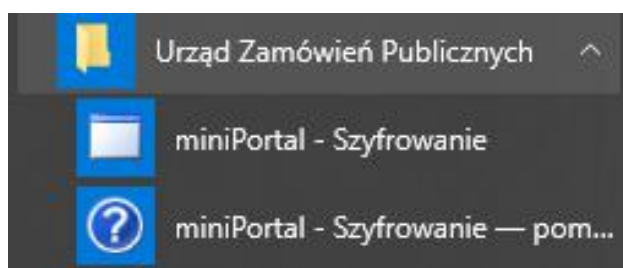 Urząd Zamówień Publicznych
miniPortal - Szyfrowanie
miniPortal - Szyfrowanie — pom...